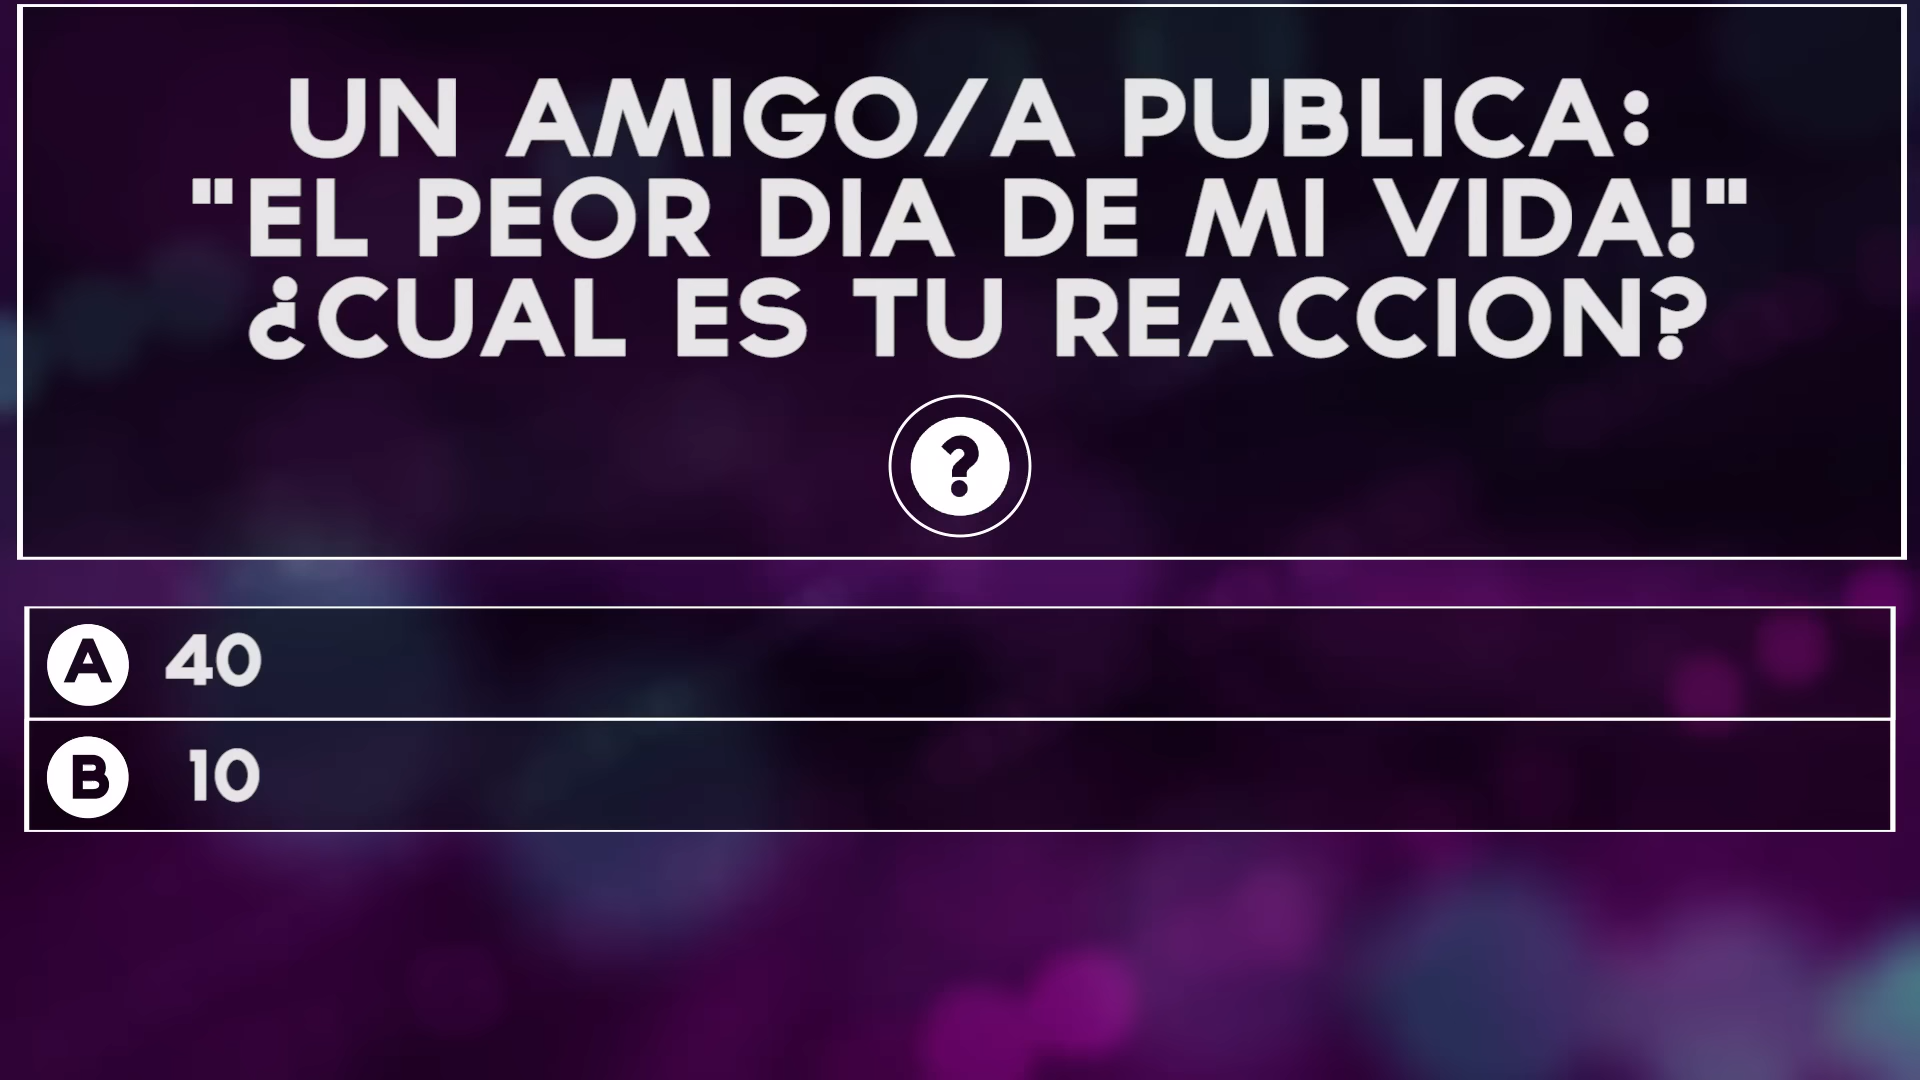 UN AMIGO/A PUBLICA:
"EL PEOR DIA DE MI VIDA!"
¿CUAL ES TU REACCION?
?
A 40
B 10